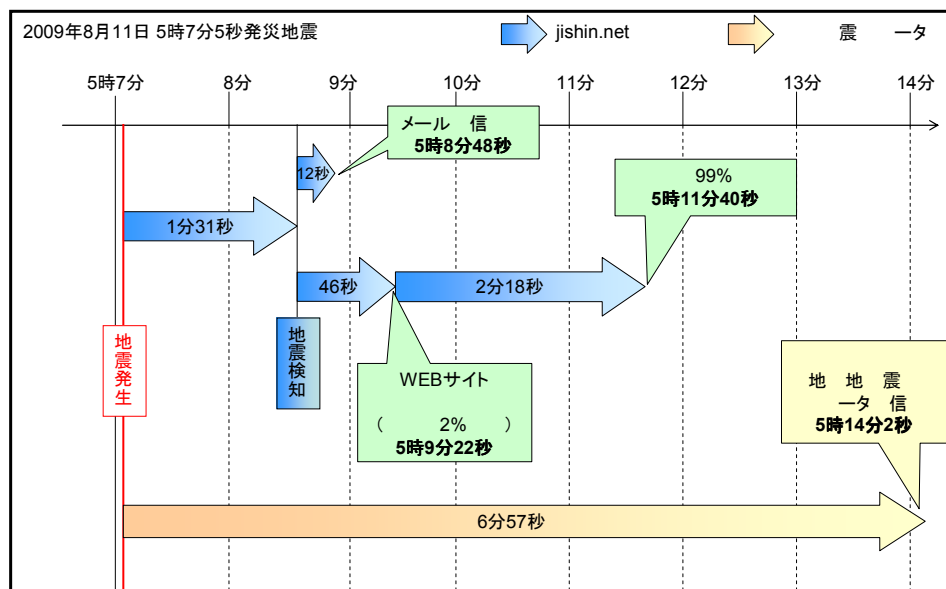 2009年8月11日 5時7分5秒発災地震
jishin.net
震 ータ
5時7分 8分 9分 10分 11分 12分 13分 14分
メール 信
5時8分48秒
12秒
99%
5時11分40秒
1分31秒
46秒
2分18秒
地震発生
地震検知
WEBサイト
( 2% )
5時9分22秒
地 地 震
ータ 信
5時14分2秒
6分57秒